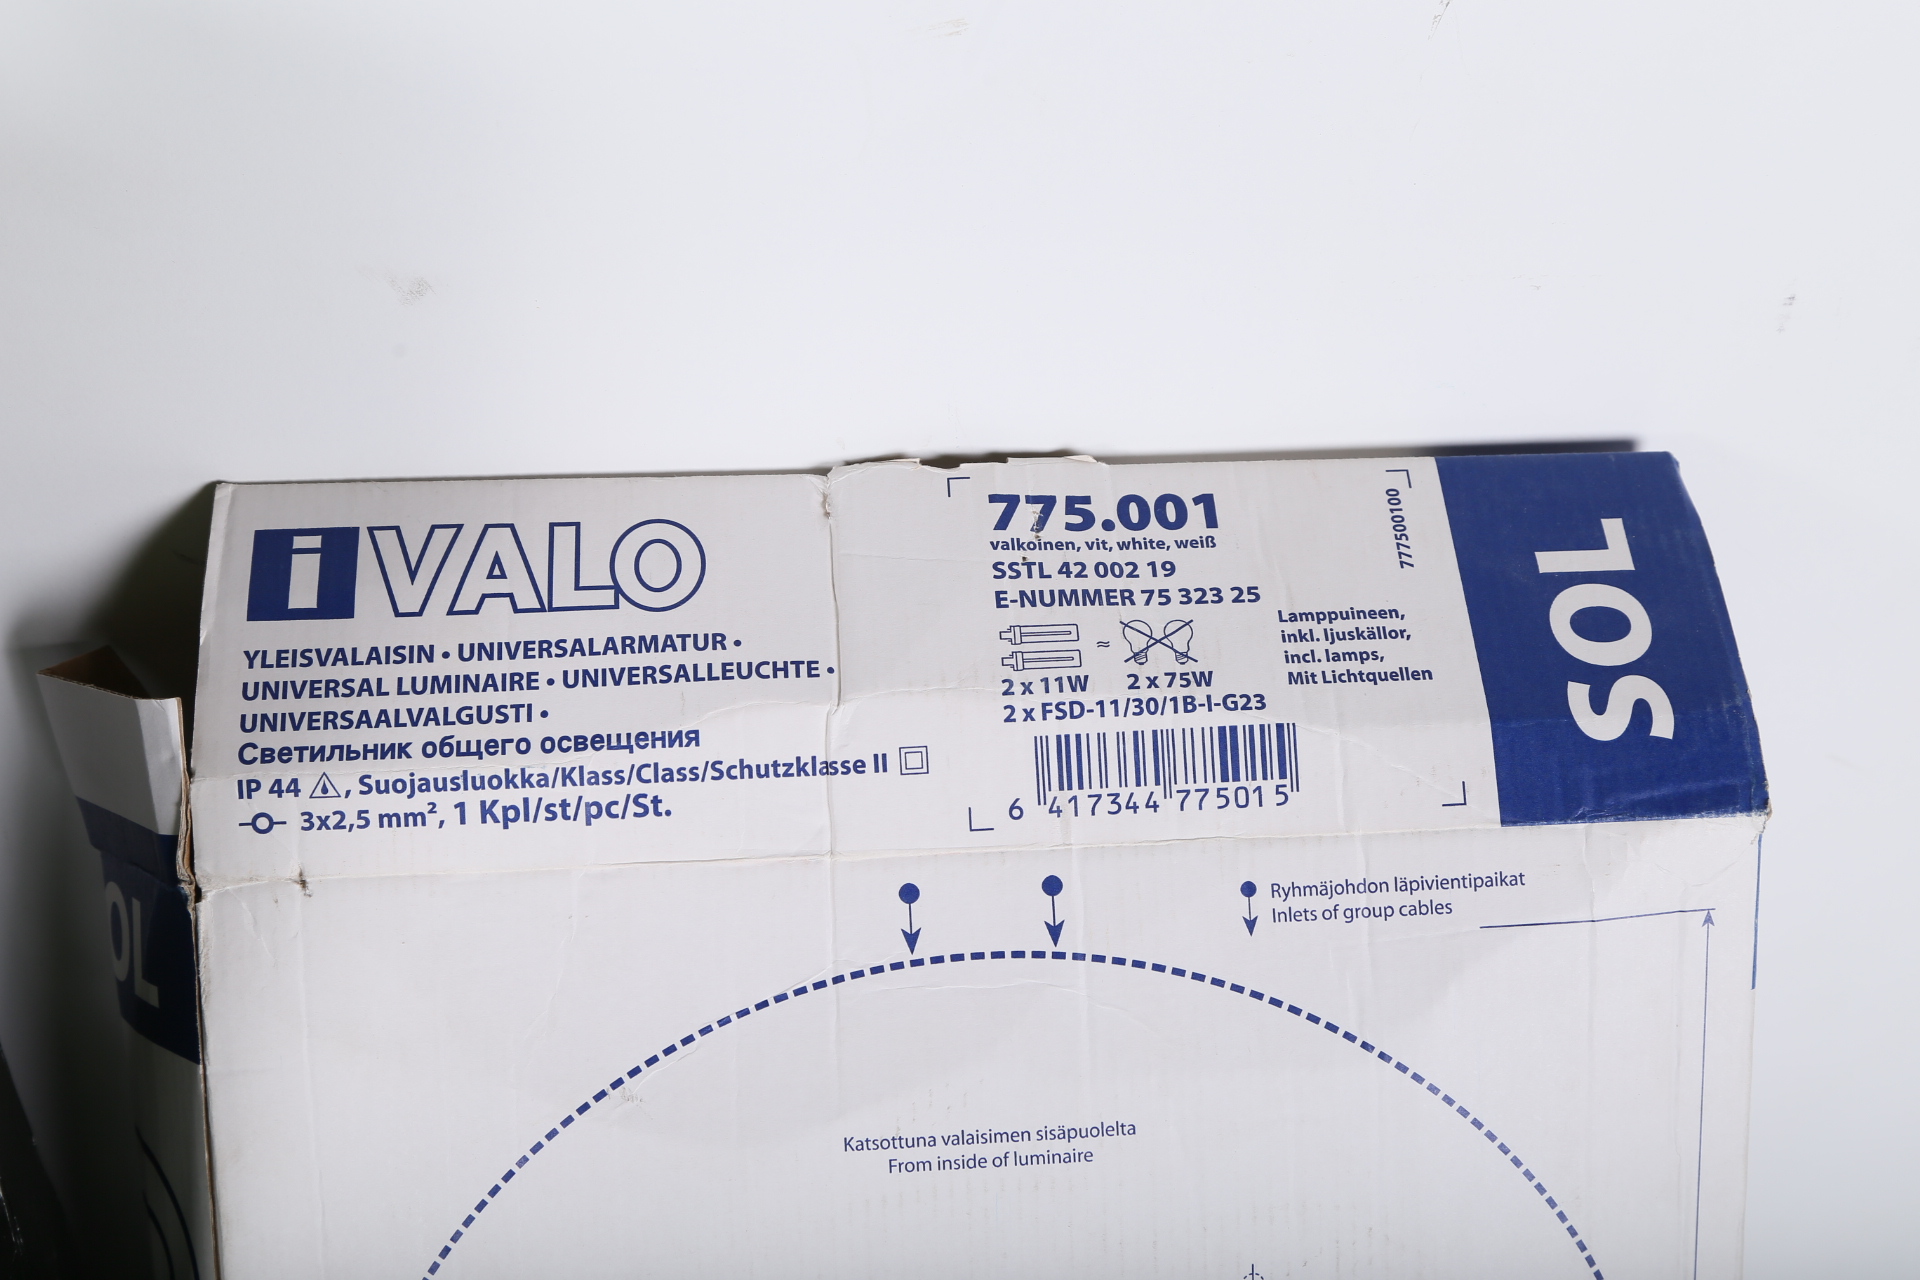 i VALO
YLEISVALAISIN • UNIVERSALARMATUR •
UNIVERSAL LUMINAIRE • UNIVERSALLEUCHTE •
UNIVERSAALVALGUSTI •
Светильник общего освещения
IP 44 , Suojausluokka/Klass/Class/Schutzklasse II
3x2,5 mm², 1 Kpl/st/pc/St.
775.001
valkoinen, vit, white, weiß
SSTL 42 002 19
E-NUMMER 75 323 25
≈
2 x 11W 2 x 75W
2 x FSD-11/30/1B-I-G23
6 417344 775015
Lamppuineen,
inkl. ljuskällor,
incl. lamps,
Mit Lichtquellen
777500100
SOL
OL
Ryhmäjohdon läpivientipaikat
Inlets of group cables
Katsottuna valaisimen sisäpuolelta
From inside of luminaire